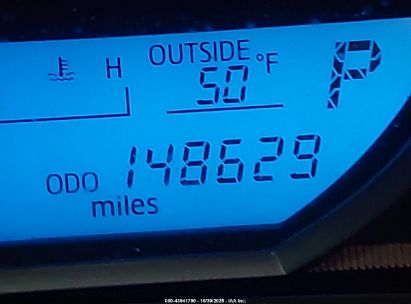 H OUTSIDE °F P
50
ODO 148629
miles